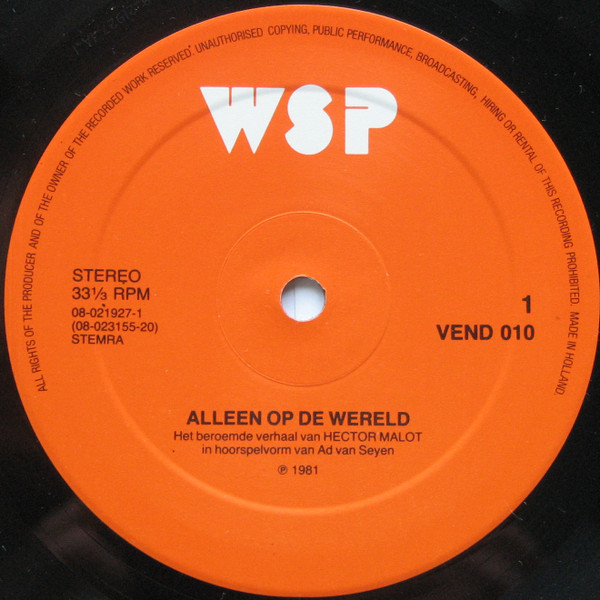 ALL RIGHTS OF THE PRODUCER AND OF THE OWNER OF THE RECORDED WORK RESERVED. UNAUTHORISED COPYING, PUBLIC PERFORMANCE, BROADCASTING, HIRING OR RENTAL OF THIS RECORDING PROHIBITED. MADE IN HOLLAND.
WSP
STEREO
33⅓ RPM
08-021927-1
(08-023155-20)
STEMRA
1
VEND 010
ALLEEN OP DE WERELD
Het beroemde verhaal van HECTOR MALOT
in hoorspelvorm van Ad van Seyen
℗ 1981